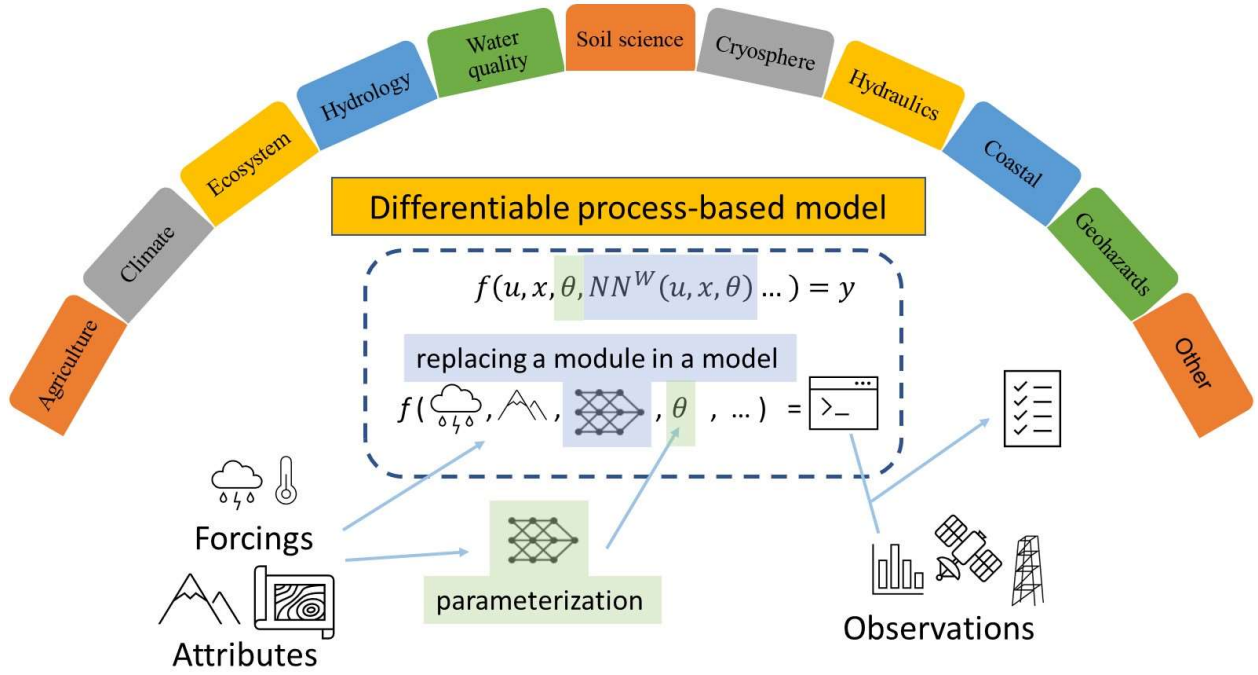 Agriculture
Climate
Ecosystem
Hydrology
Water
quality
Soil science
Cryosphere
Hydraulics
Coastal
Geohazards
Other
Differentiable process-based model
f(u, x, θ, NN^W(u, x, θ) … ) = y
replacing a module in a model
f( , , , θ , … ) = >_
Forcings
Attributes
parameterization
Observations